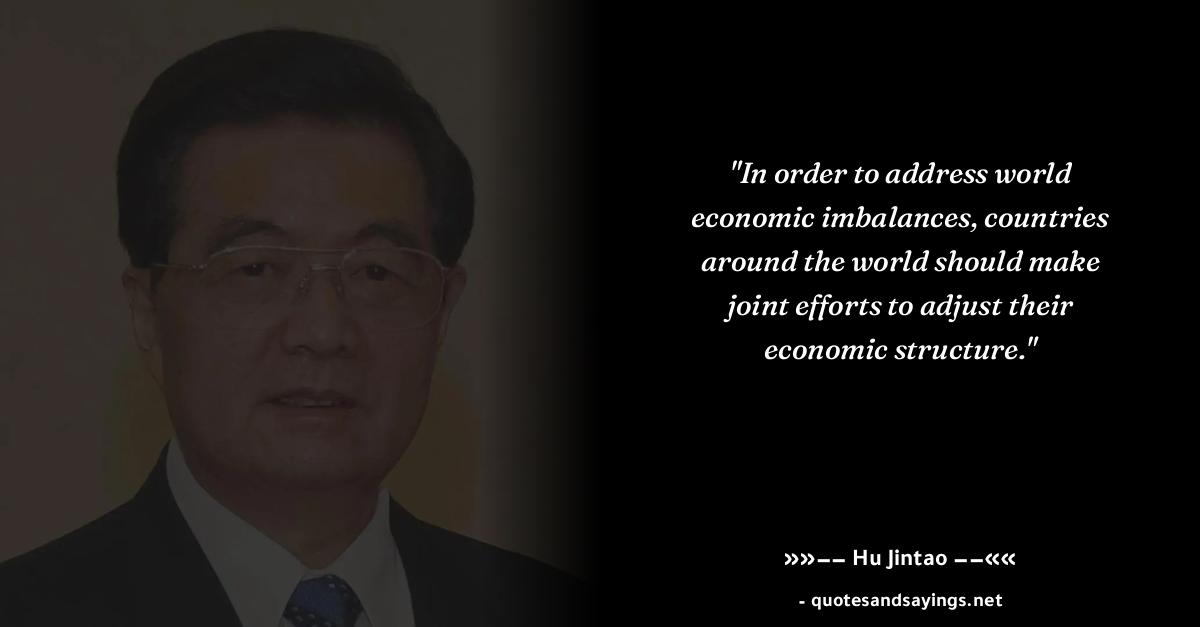 "In order to address world
economic imbalances, countries
around the world should make
joint efforts to adjust their
economic structure."
»»−− Hu Jintao −−««
- quotesandsayings.net